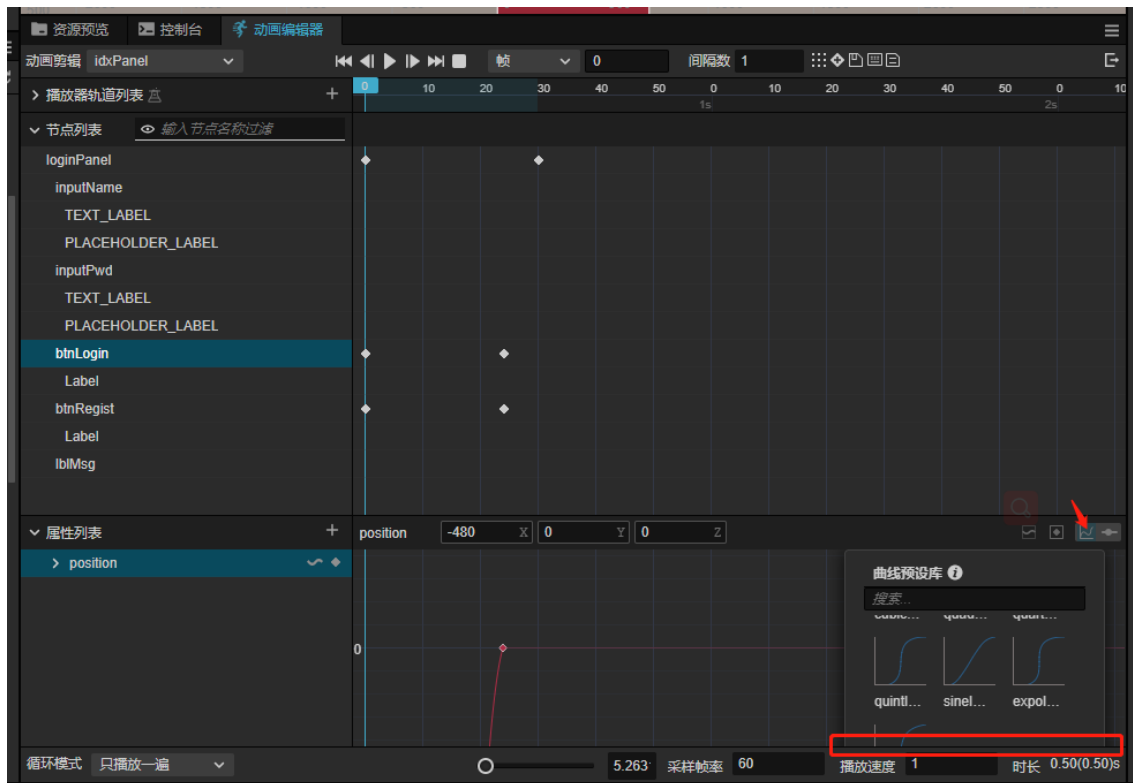 资源预览 控制台 动画编辑器
动画剪辑 idxPanel 帧 0 间隔数 1
播放器轨道列表 0 10 20 30 40 50 0 10 20 30 40 50 0 10
1s 2s
节点列表 输入节点名称过滤
loginPanel
inputName
TEXT_LABEL
PLACEHOLDER_LABEL
inputPwd
TEXT_LABEL
PLACEHOLDER_LABEL
btnLogin
Label
btnRegist
Label
lblMsg
属性列表 position -480 X 0 Y 0 Z
position
曲线预设库
搜索...
0
quintI... sineI... expoI...
循环模式 只播放一遍 5.263 采样帧率 60 播放速度 1 时长 0.50(0.50)s